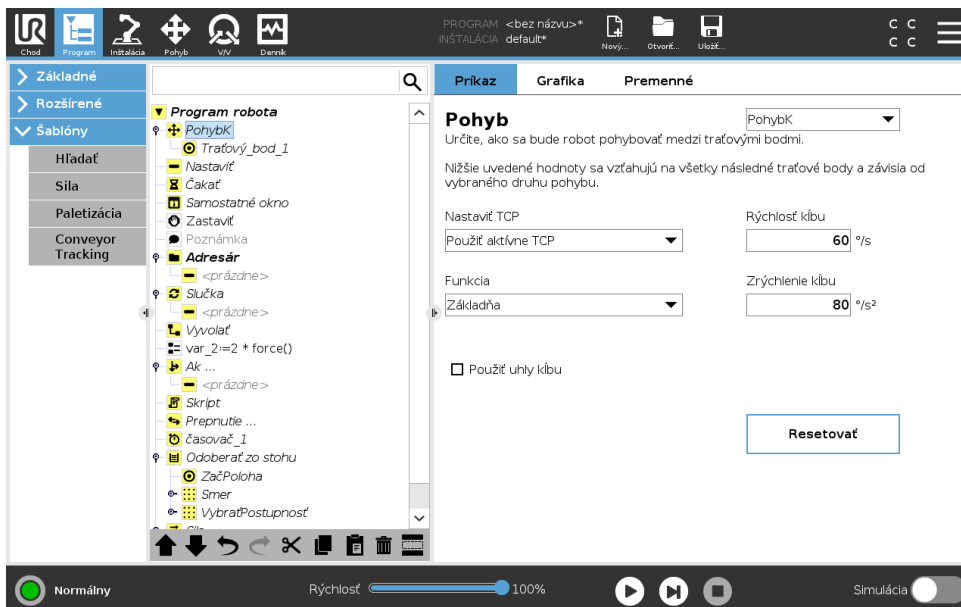 PROGRAM <bez názvu>*
INŠTALÁCIA default*
Chod Program Inštalácia Pohyb V/V Dennik Nový... Otvoriť... Uložiť...
C C
C C
Základné
Rozšírené
Šablóny
Hľadať
Sila
Paletizácia
Conveyor
Tracking
Program robota
PohybK
Traťový_bod_1
Nastaviť
Čakať
Samostatné okno
Zastaviť
Poznámka
Adresár
<prázdne>
Slučka
<prázdne>
Vyvolať
var_2:=2 * force()
Ak ...
<prázdne>
Skript
Prepnutie ...
časovač_1
Odoberať zo stohu
ZačPoloha
Smer
VybraťPostupnosť
Príkaz Grafika Premenné
Pohyb PohybK
Určite, ako sa bude robot pohybovať medzi traťovými bodmi.
Nižšie uvedené hodnoty sa vzťahujú na všetky následné traťové body a závisia od
vybraného druhu pohybu.
Nastaviť TCP Rýchlosť kĺbu
Použiť aktívne TCP 60 °/s
Funkcia Zrýchlenie kĺbu
Základňa 80 °/s²
Použiť uhly kĺbu
Resetovať
Normálny Rýchlosť 100% Simulácia